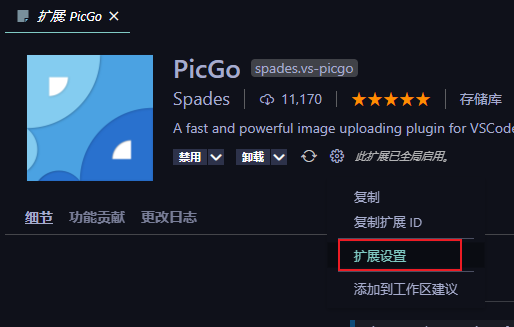 扩展: PicGo
PicGo spades.vs-picgo
Spades 11,170 存储库
A fast and powerful image uploading plugin for VSCode
禁用 卸载 此扩展已全局启用。
细节 功能贡献 更改日志
复制
复制扩展 ID
扩展设置
添加到工作区建议